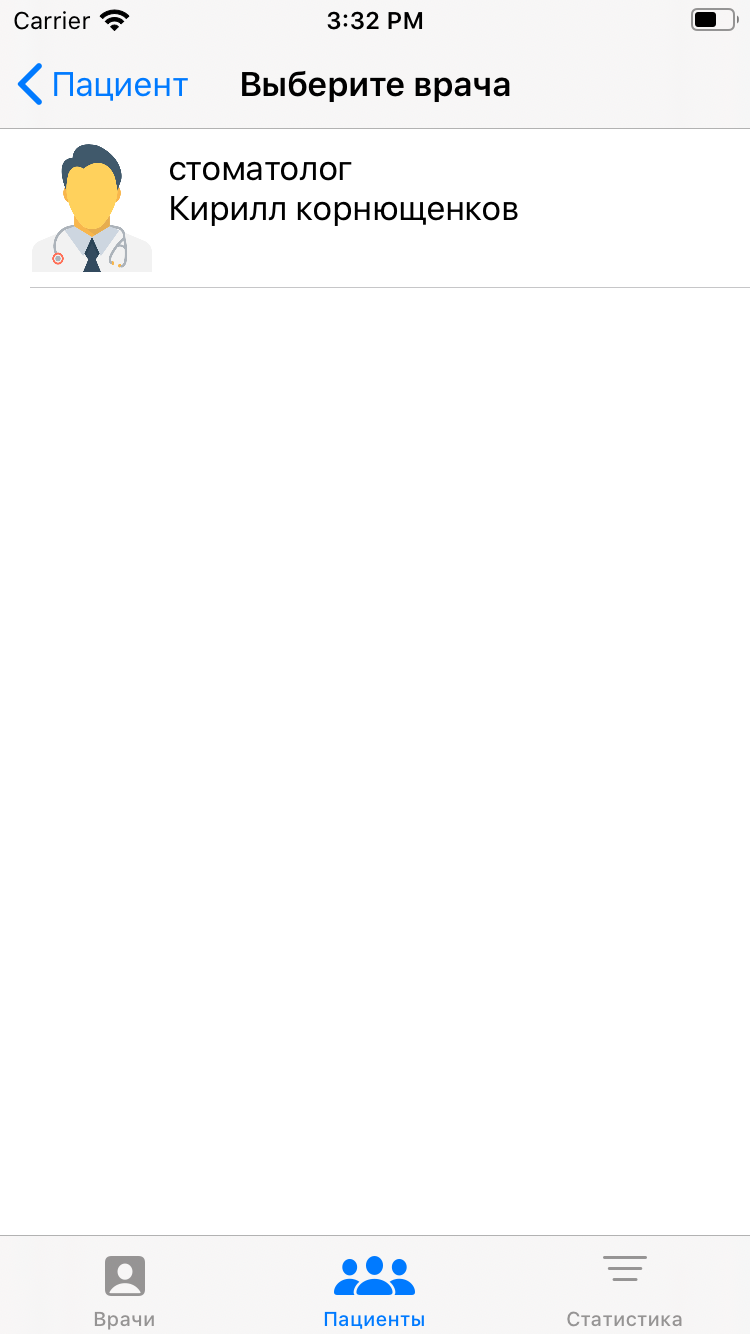 Carrier 3:32 PM
Пациент Выберите врача
стоматолог
Кирилл корнющенков
Врачи Пациенты Статистика